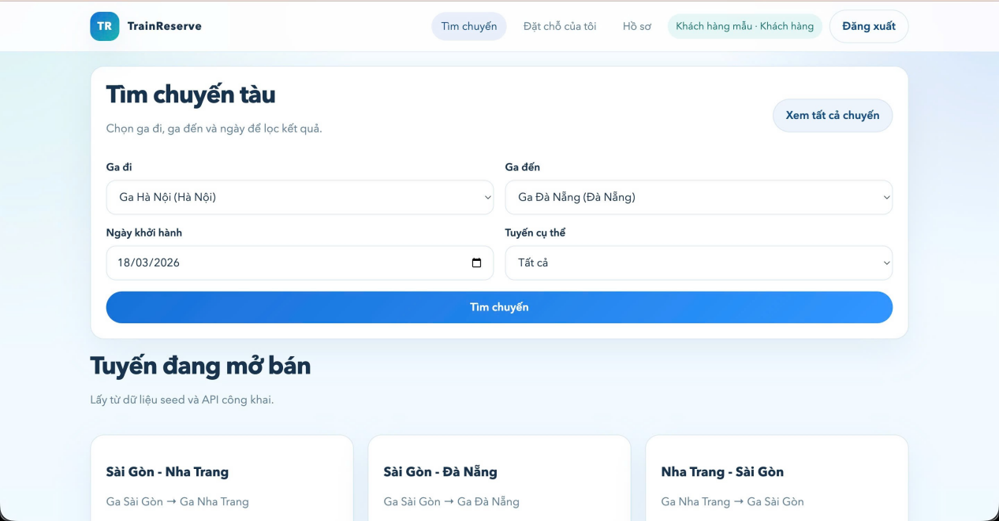 TR TrainReserve Tìm chuyến Đặt chỗ của tôi Hồ sơ Khách hàng mẫu · Khách hàng Đăng xuất
Tìm chuyến tàu
Xem tất cả chuyến
Chọn ga đi, ga đến và ngày để lọc kết quả.
Ga đi Ga đến
Ga Hà Nội (Hà Nội) Ga Đà Nẵng (Đà Nẵng)
Ngày khởi hành Tuyến cụ thể
18/03/2026 Tất cả
Tìm chuyến
Tuyến đang mở bán
Lấy từ dữ liệu seed và API công khai.
Sài Gòn - Nha Trang Sài Gòn - Đà Nẵng Nha Trang - Sài Gòn
Ga Sài Gòn → Ga Nha Trang Ga Sài Gòn → Ga Đà Nẵng Ga Nha Trang → Ga Sài Gòn